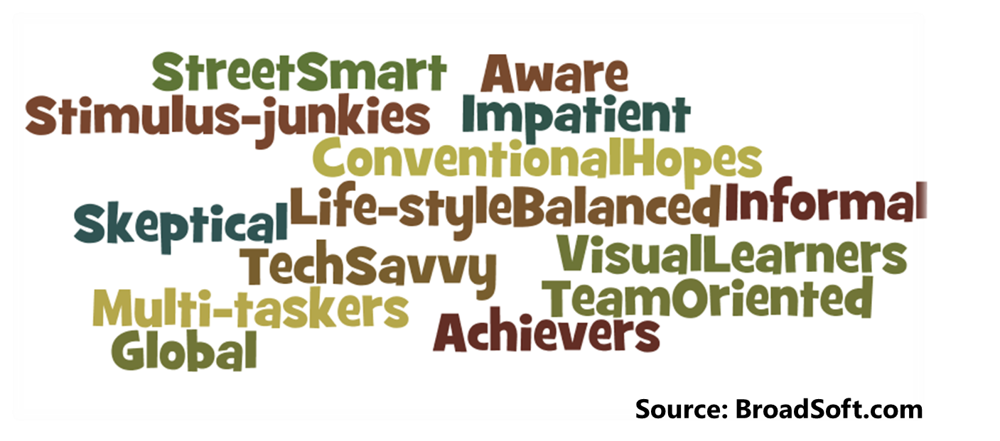 StreetSmart Aware
Stimulus-junkies Impatient
ConventionalHopes
Skeptical Life-styleBalanced Informal
TechSavvy VisualLearners
Multi-taskers TeamOriented
Global Achievers
Source: BroadSoft.com